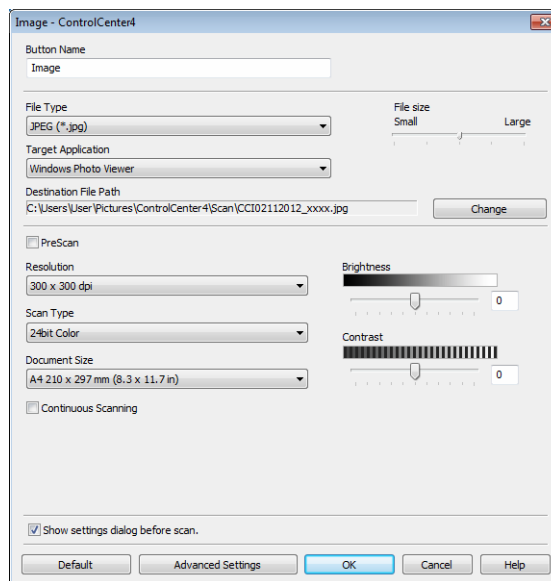 Image - ControlCenter4
Button Name
Image
File Type
JPEG (*.jpg)
File size
Small Large
Target Application
Windows Photo Viewer
Destination File Path
C:\Users\User\Pictures\ControlCenter4\Scan\CCI02112012_xxxx.jpg Change
PreScan
Resolution
300 x 300 dpi
Brightness
0
Scan Type
24bit Color
Contrast
0
Document Size
A4 210 x 297 mm (8.3 x 11.7 in)
Continuous Scanning
Show settings dialog before scan.
Default Advanced Settings OK Cancel Help